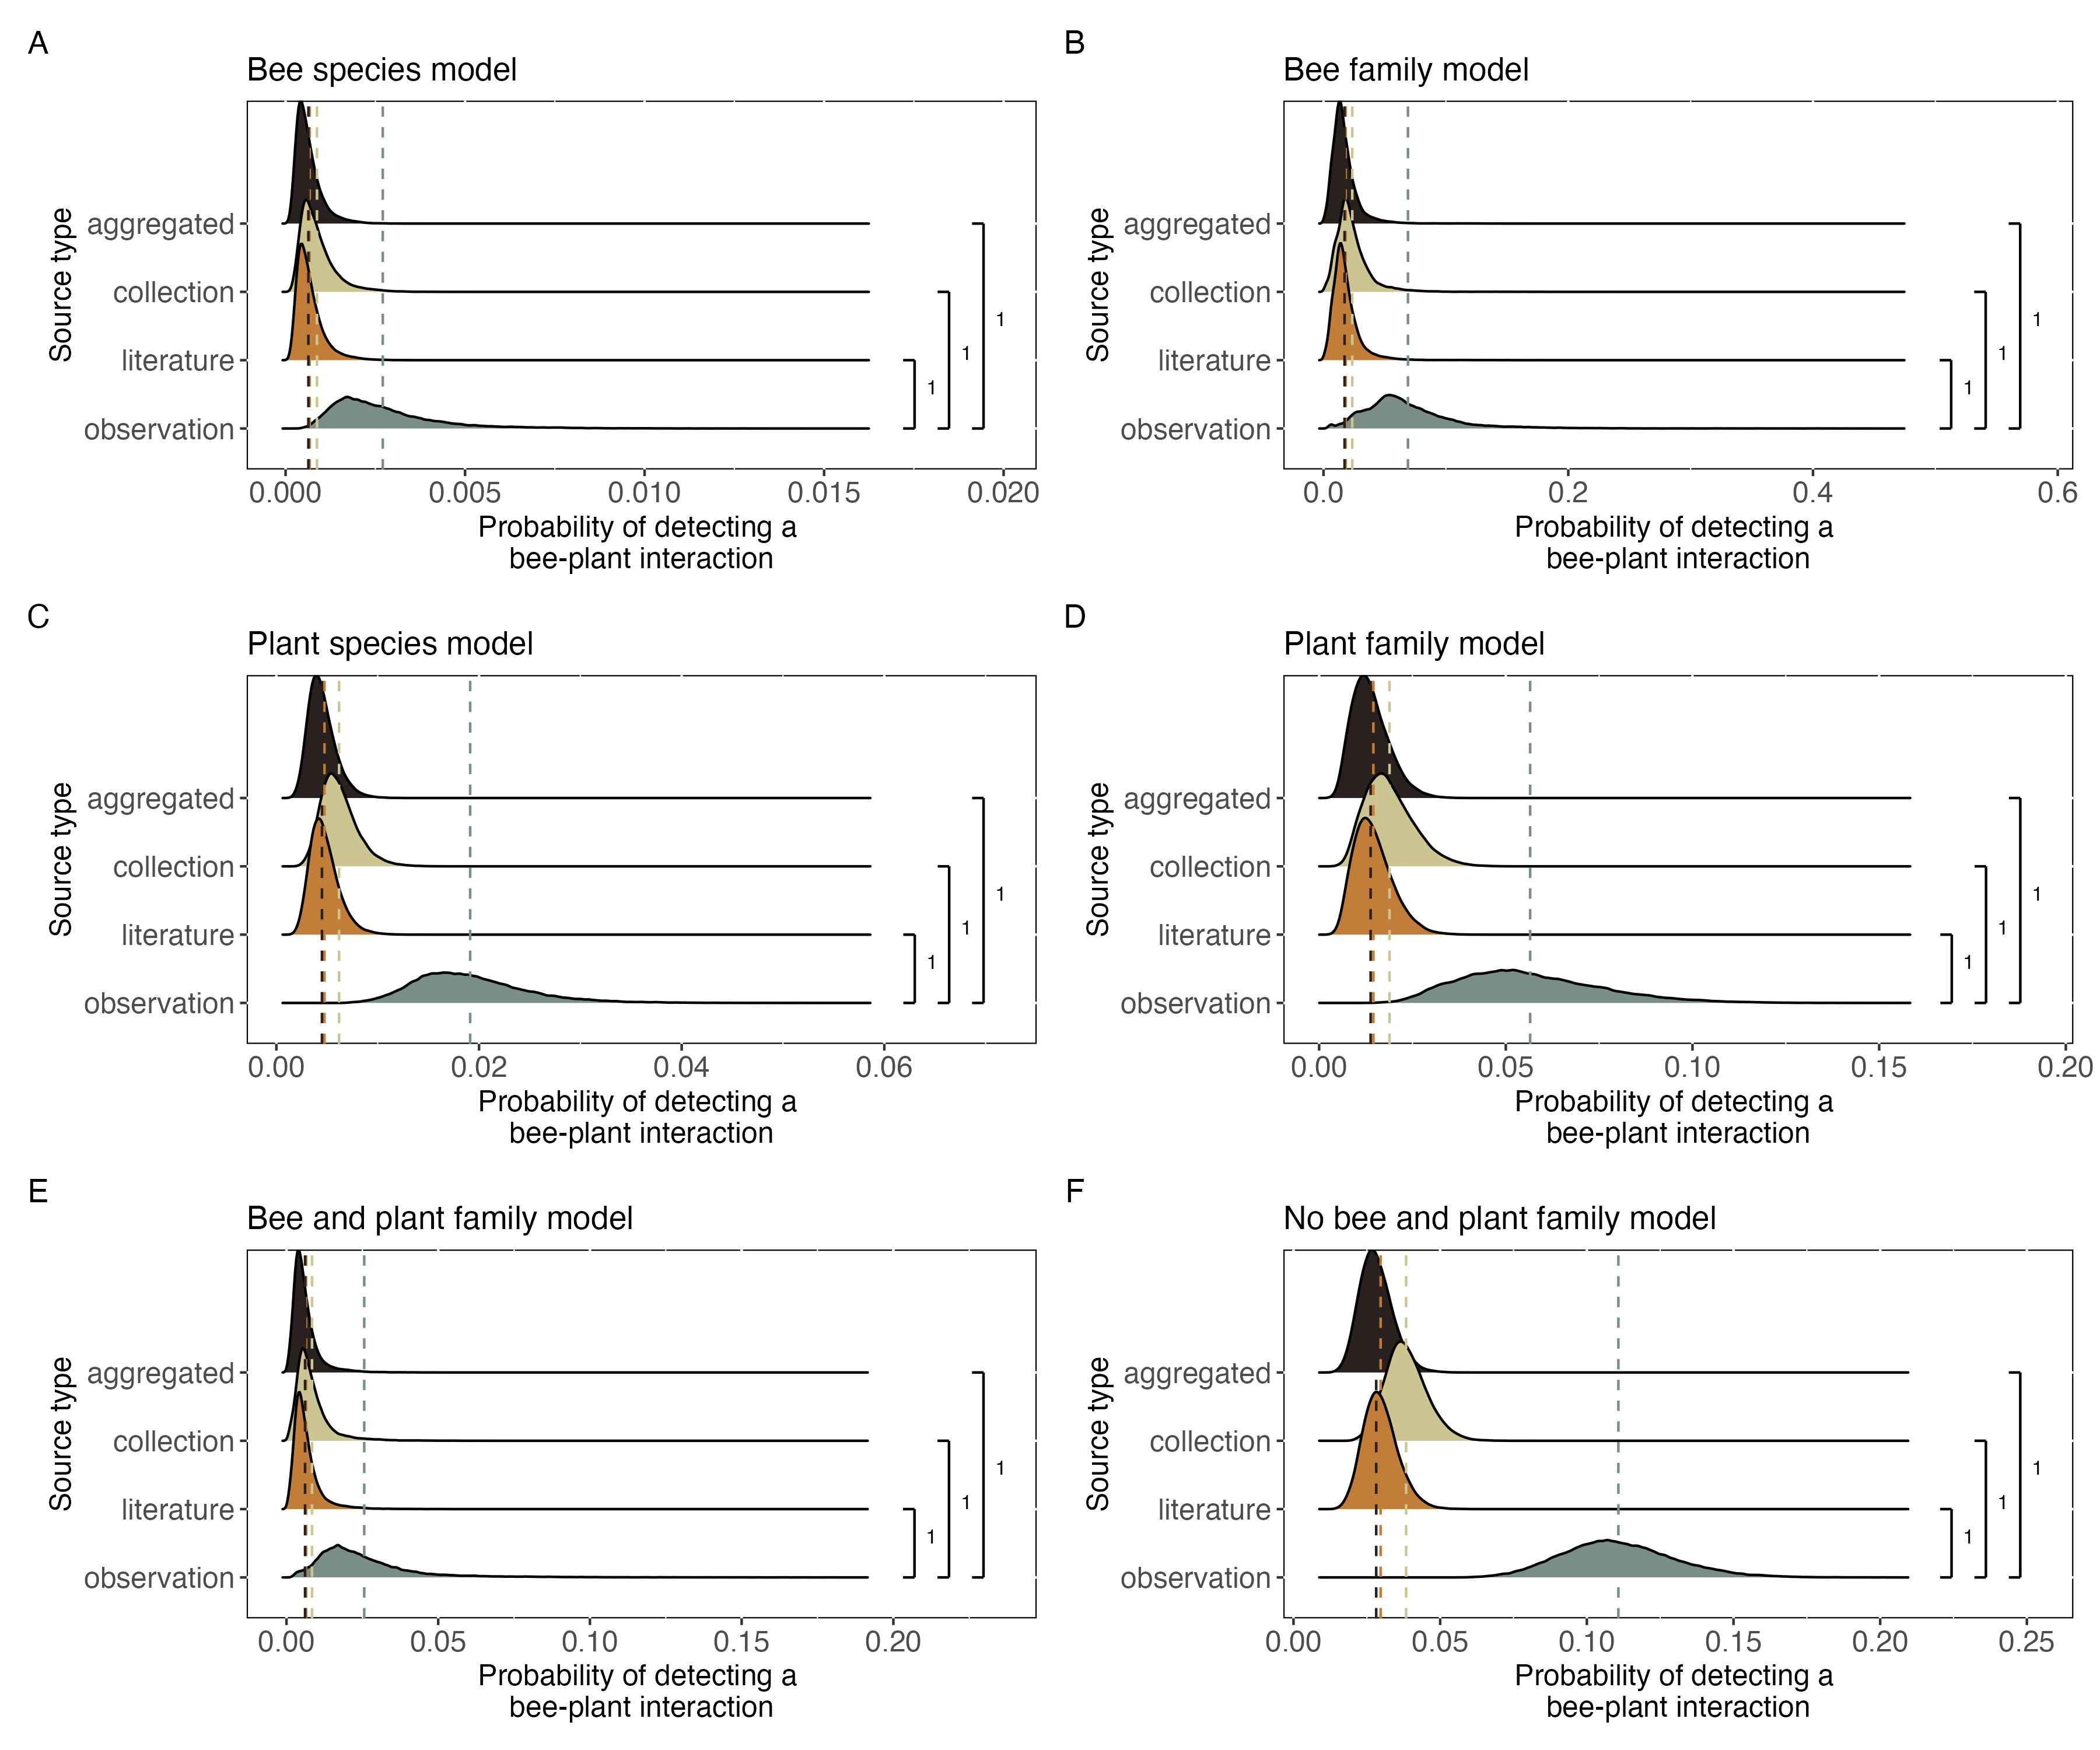 A
Bee species model
Source type
aggregated
collection
literature
observation
1
1
1
0.000 0.005 0.010 0.015 0.020
Probability of detecting a
bee-plant interaction
B
Bee family model
Source type
aggregated
collection
literature
observation
1
1
1
0.0 0.2 0.4 0.6
Probability of detecting a
bee-plant interaction
C
Plant species model
Source type
aggregated
collection
literature
observation
1
1
1
0.00 0.02 0.04 0.06
Probability of detecting a
bee-plant interaction
D
Plant family model
Source type
aggregated
collection
literature
observation
1
1
1
0.00 0.05 0.10 0.15 0.20
Probability of detecting a
bee-plant interaction
E
Bee and plant family model
Source type
aggregated
collection
literature
observation
1
1
1
0.00 0.05 0.10 0.15 0.20
Probability of detecting a
bee-plant interaction
F
No bee and plant family model
Source type
aggregated
collection
literature
observation
1
1
1
0.00 0.05 0.10 0.15 0.20 0.25
Probability of detecting a
bee-plant interaction